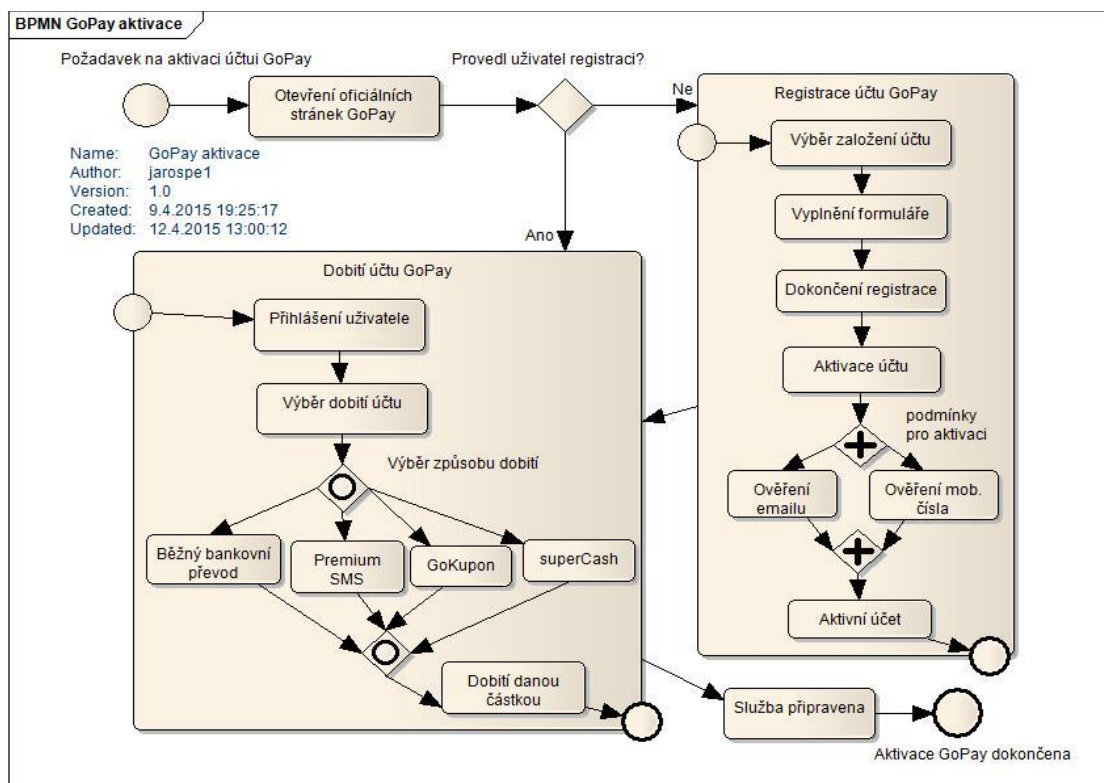 BPMN GoPay aktivace
Požadavek na aktivaci účtui GoPay
Provedl uživatel registraci?
Otevření oficiálních
stránek GoPay
Ne
Ano
Name: GoPay aktivace
Author: jarospe1
Version: 1.0
Created: 9.4.2015 19:25:17
Updated: 12.4.2015 13:00:12
Registrace účtu GoPay
Výběr založení účtu
Vyplnění formuláře
Dokončení registrace
Aktivace účtu
podmínky
pro aktivaci
Ověření
emailu
Ověření mob.
čísla
Aktivní účet
Dobití účtu GoPay
Přihlášení uživatele
Výběr dobití účtu
Výběr způsobu dobití
Běžný bankovní
převod
Premium
SMS
GoKupon
superCash
Dobití danou
částkou
Služba připravena
Aktivace GoPay dokončena